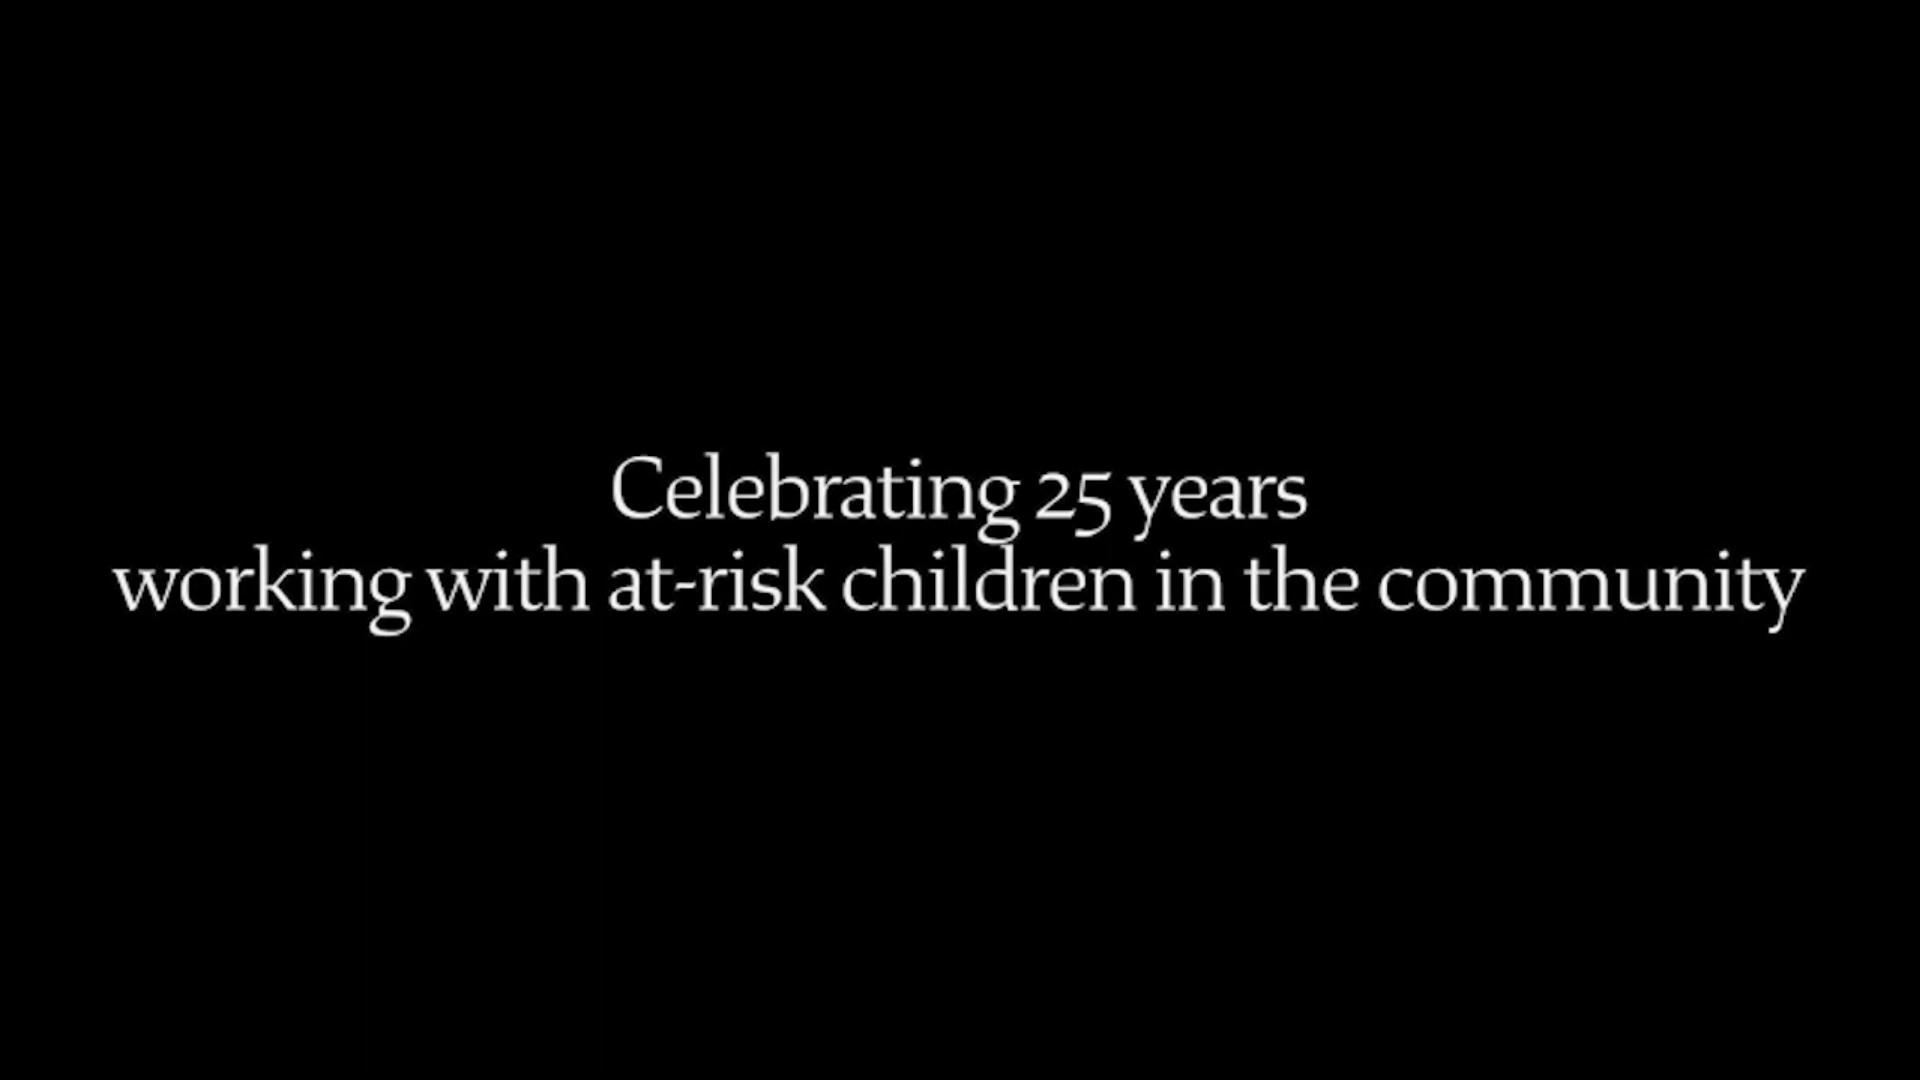 Celebrating 25 years
working with at-risk children in the community